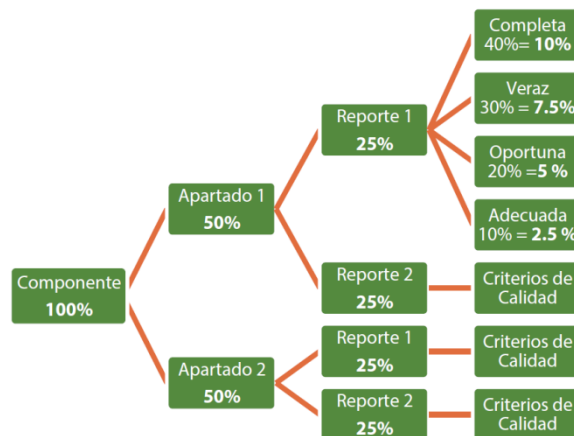 Completa
40%= 10%
Veraz
30% = 7.5%
Oportuna
20% =5 %
Adecuada
10% = 2.5 %
Reporte 1
25%
Apartado 1
50%
Reporte 2
25%
Criterios de
Calidad
Componente
100%
Reporte 1
25%
Criterios de
Calidad
Apartado 2
50%
Reporte 2
25%
Criterios de
Calidad